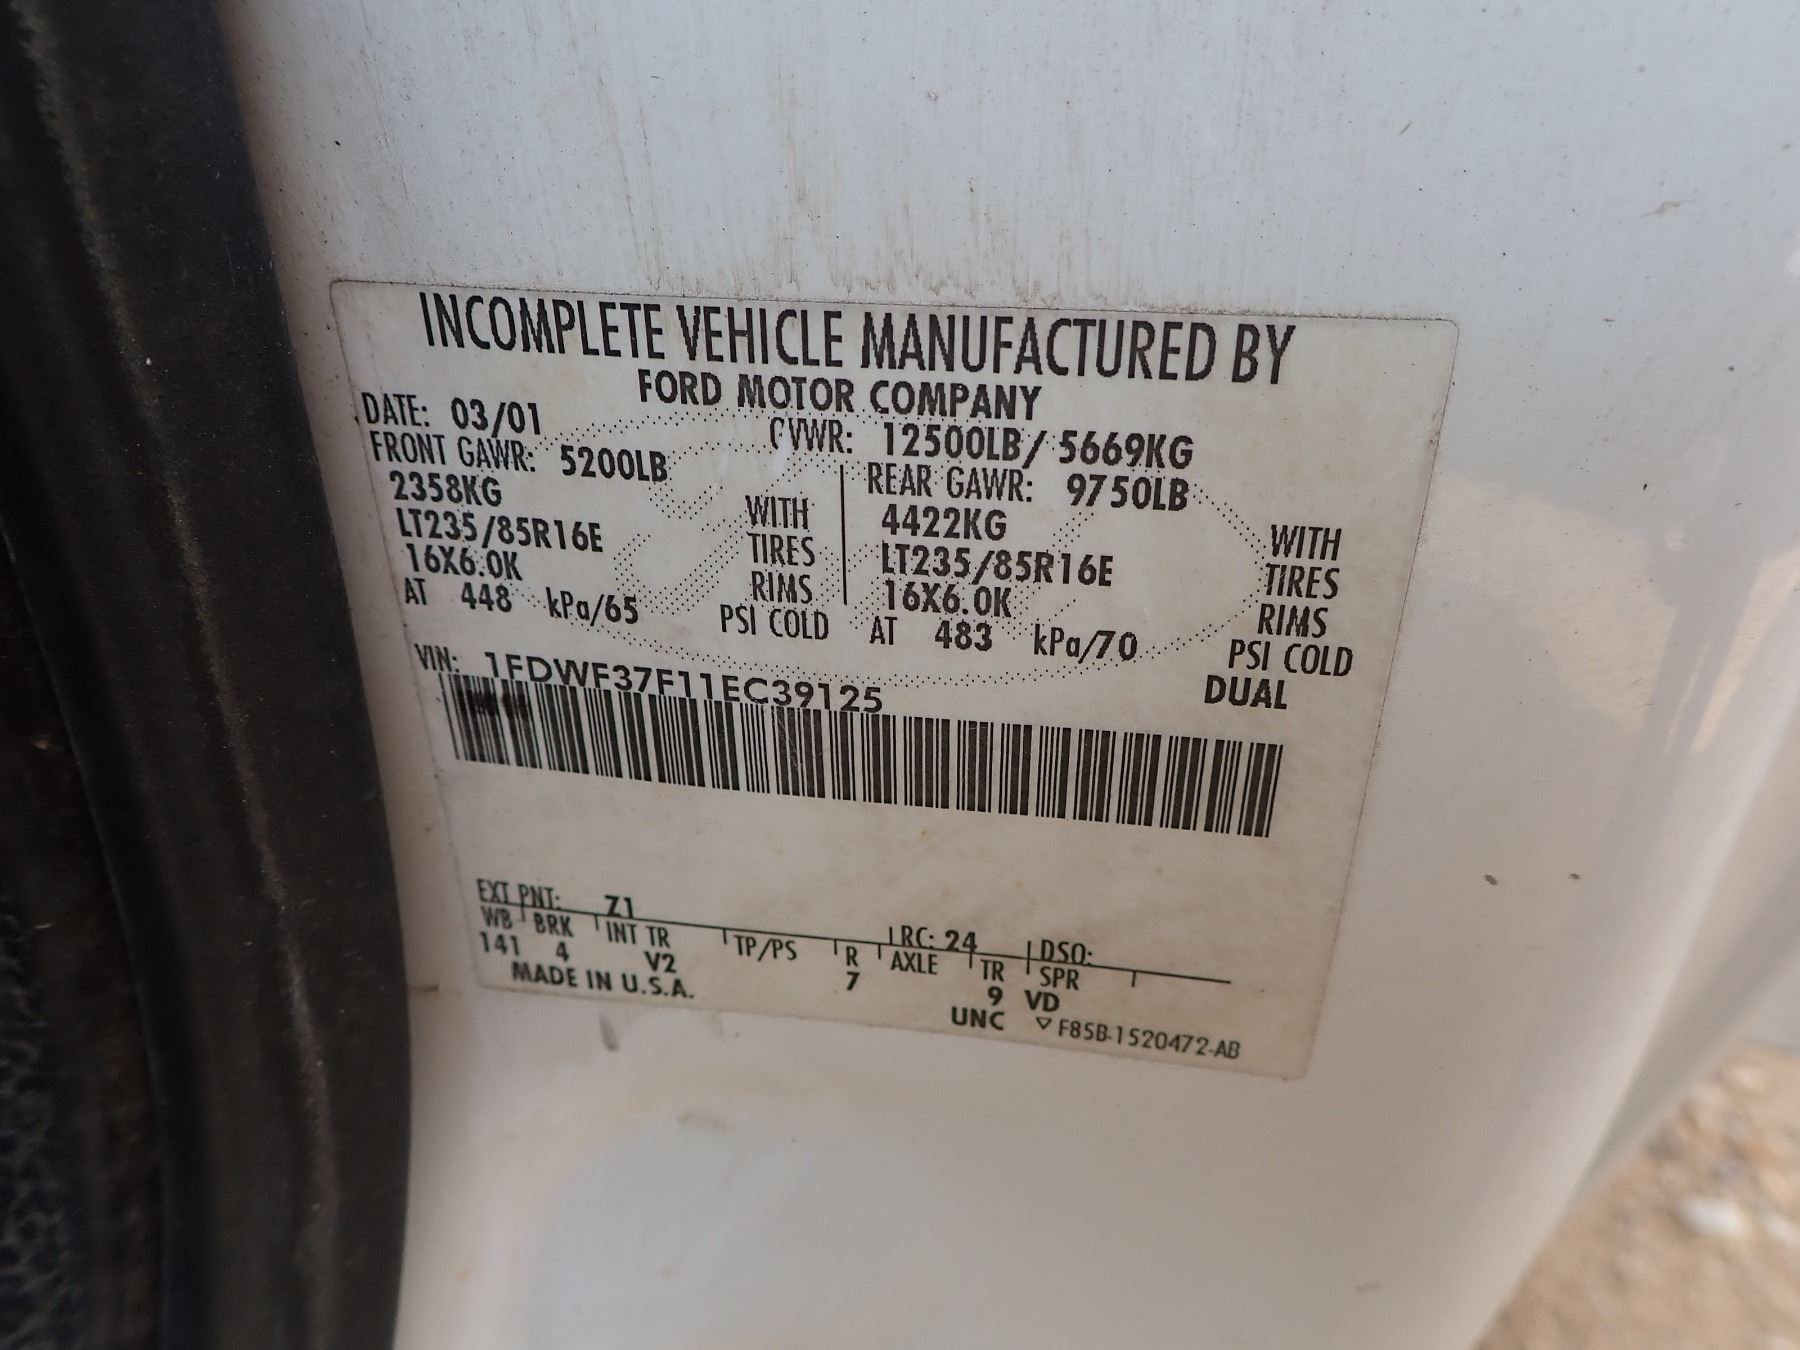 INCOMPLETE VEHICLE MANUFACTURED BY
FORD MOTOR COMPANY
DATE: 03/01 GVWR: 12500LB/ 5669KG
FRONT GAWR: 5200LB REAR GAWR: 9750LB
2358KG WITH 4422KG WITH
LT235/85R16E TIRES LT235/85R16E TIRES
16X6.0K RIMS 16X6.0K RIMS
AT 448 kPa/65 PSI COLD AT 483 kPa/70 PSI COLD
VIN: 1FDWF37F11EC39125 DUAL
EXT PNT: Z1 RC: 24 DSO:
WB BRK INT TR TP/PS R AXLE TR SPR
141 4 V2 7 9 VD
MADE IN U.S.A. UNC ▽ F85B-1520472-AB